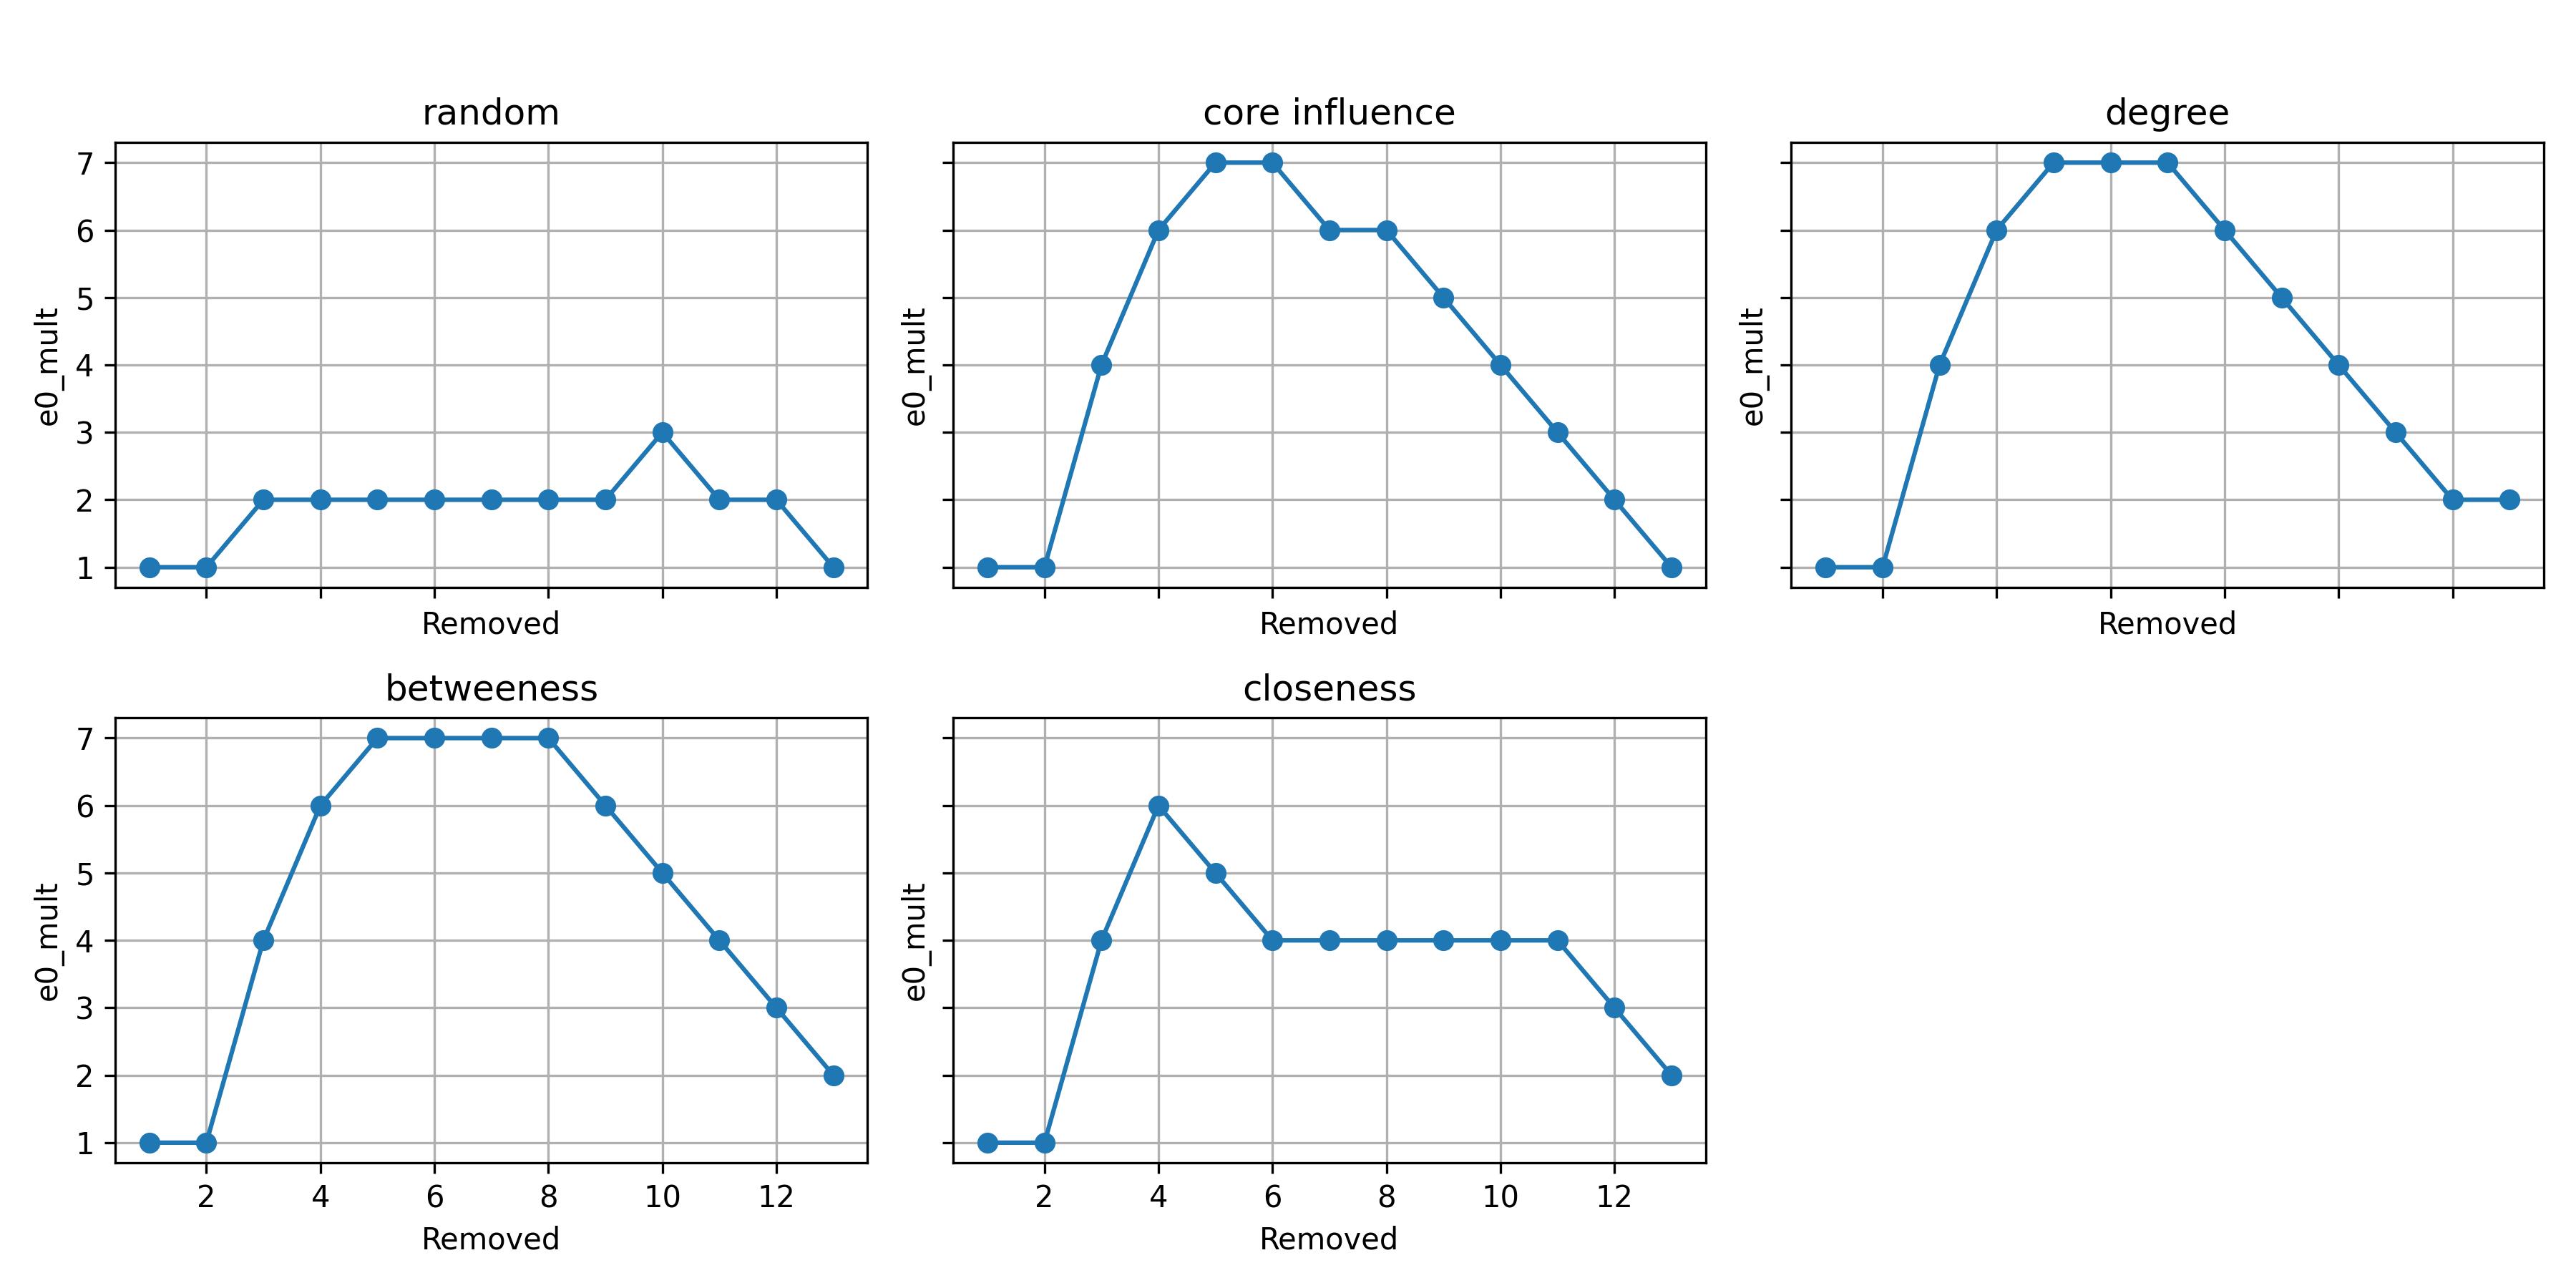 random
core influence
degree
7
6
5
4
3
2
1
e0_mult
e0_mult
e0_mult
Removed
Removed
Removed
betweeness
closeness
7
6
5
4
3
2
1
e0_mult
e0_mult
2 4 6 8 10 12
2 4 6 8 10 12
Removed
Removed